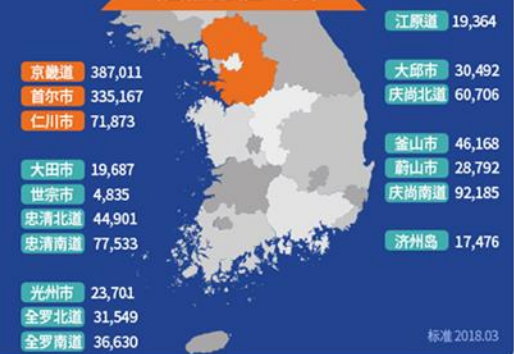 京畿道 387,011
首尔市 335,167
仁川市 71,873
大田市 19,687
世宗市 4,835
忠清北道 44,901
忠清南道 77,533
光州市 23,701
全罗北道 31,549
全罗南道 36,630
江原道 19,364
大邱市 30,492
庆尚北道 60,706
釜山市 46,168
蔚山市 28,792
庆尚南道 92,185
济州岛 17,476
标准 2018.03